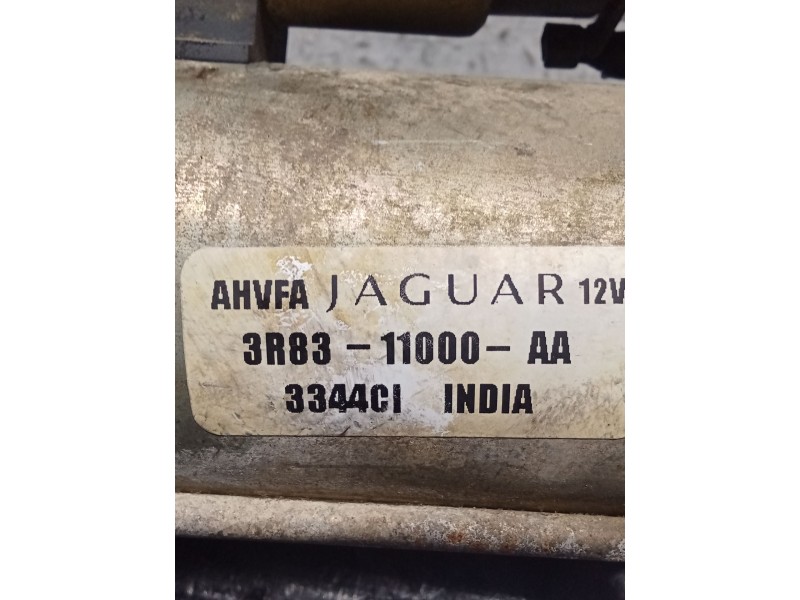 AHVFA JAGUAR 12V
3R83-11000-AA
3344CI INDIA